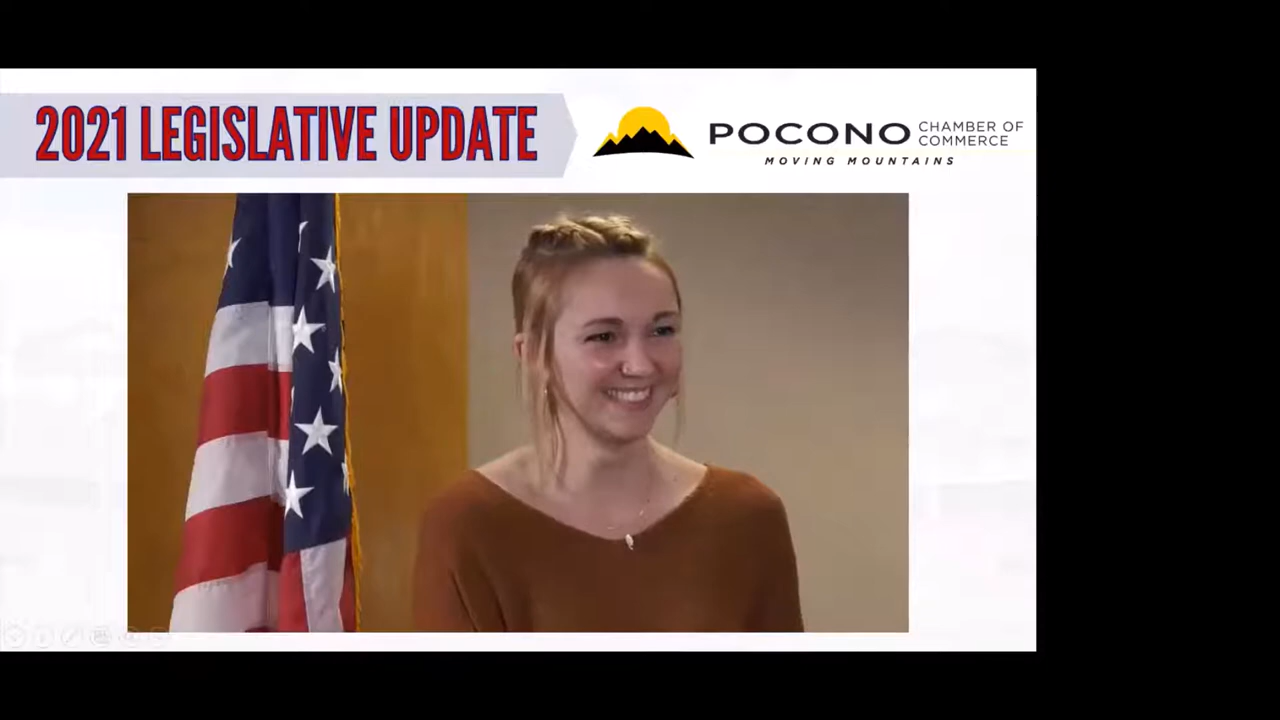 2021 LEGISLATIVE UPDATE
POCONO
CHAMBER OF
COMMERCE
MOVING MOUNTAINS